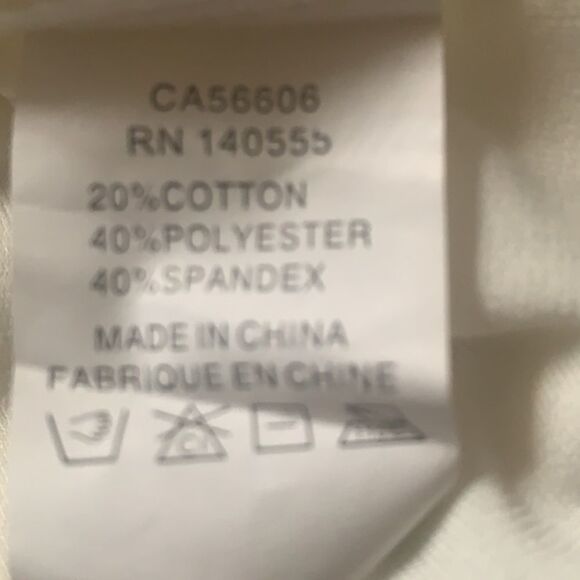 CA56606
RN 140555
20%COTTON
40%POLYESTER
40%SPANDEX
MADE IN CHINA
FABRIQUE EN CHINE